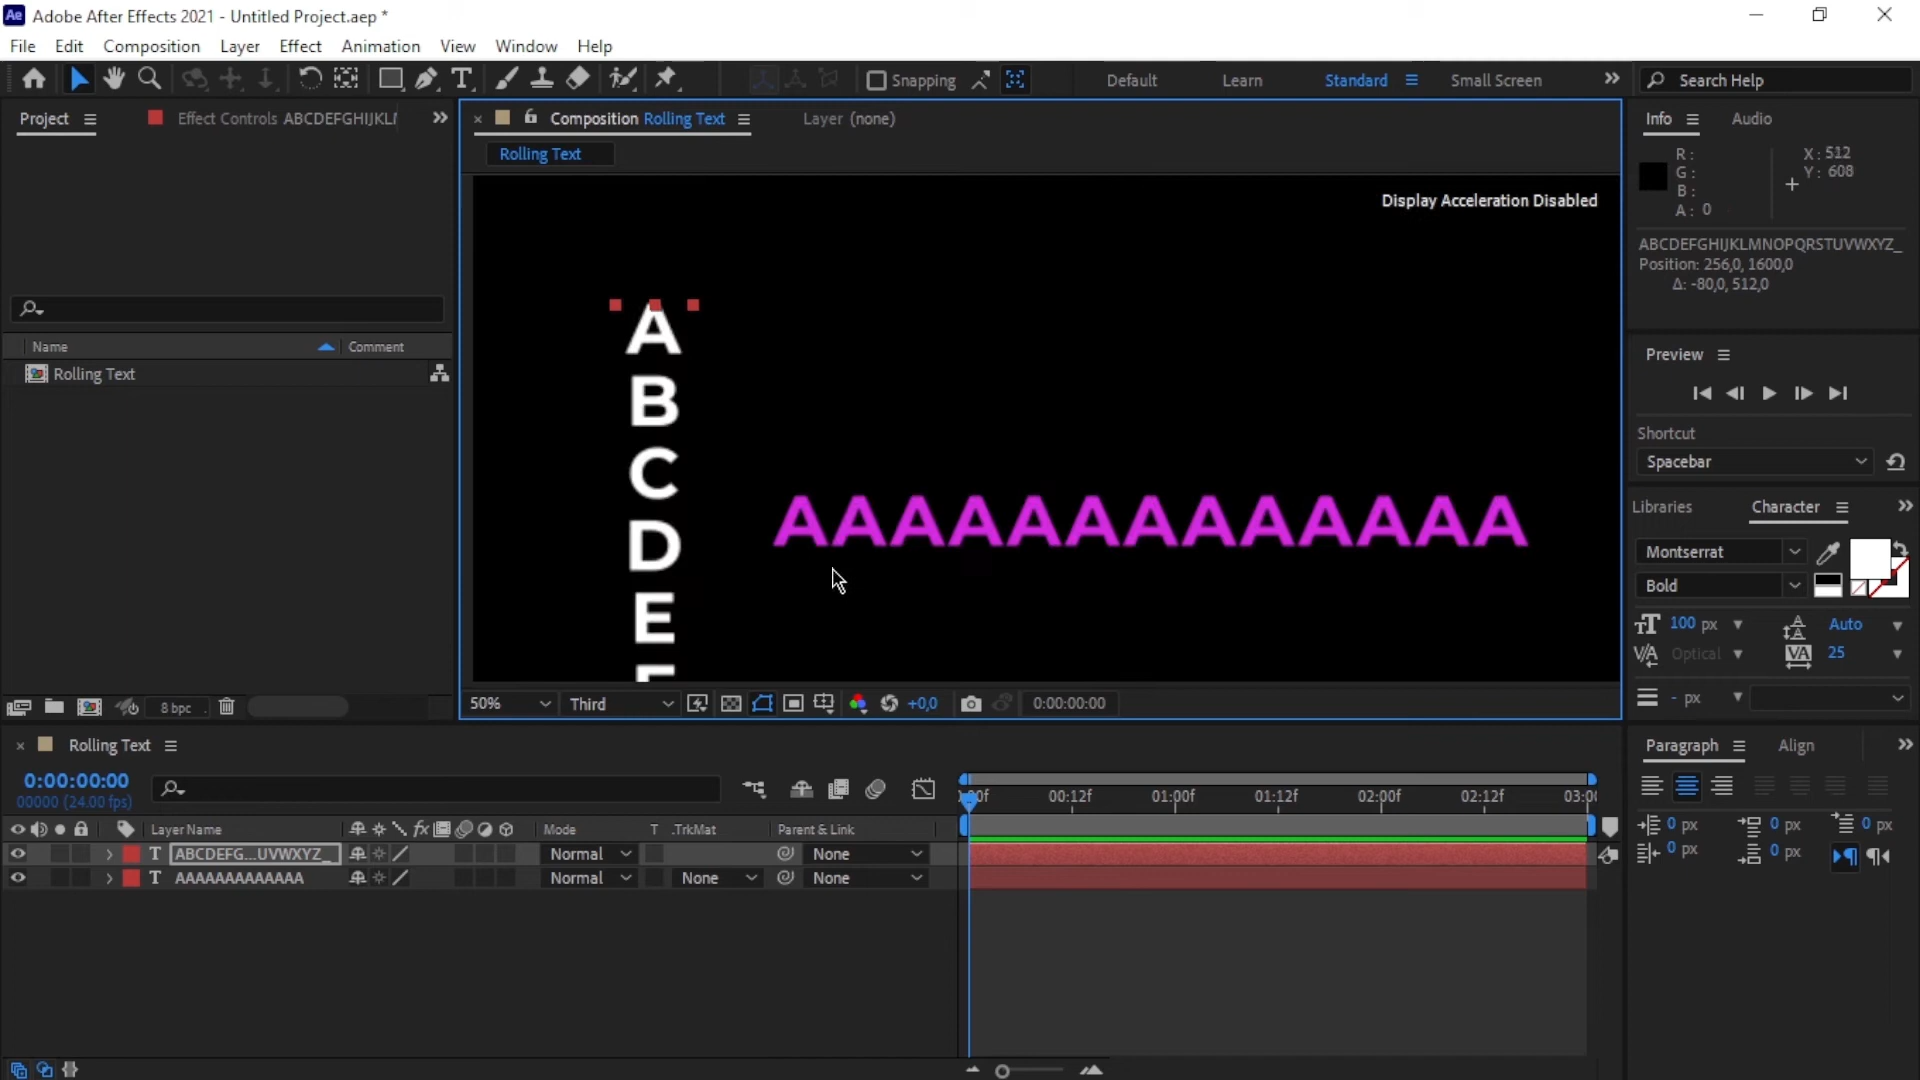 Ae Adobe After Effects 2021 - Untitled Project.aep *
File Edit Composition Layer Effect Animation View Window Help
Snapping Default Learn Standard Small Screen Search Help
Project Effect Controls ABCDEFGHIJKL
Composition Rolling Text Layer (none)
Rolling Text
Display Acceleration Disabled
Info Audio
R:
G:
B:
A: 0
X: 512
Y: 608
ABCDEFGHIJKLMNOPQRSTUVWXYZ_
Position: 256,0, 1600,0
Δ: -80,0, 512,0
Name Comment
Rolling Text
A
B
C
D
E
AAAAAAAAAAAAA
Preview
Shortcut
Spacebar
Libraries Character
Montserrat
Bold
100 px Auto
Optical 25
- px
8 bpc
50% Third +0,0 0:00:00:00
Rolling Text
0:00:00:00
00000 (24.00 fps)
00f 00:12f 01:00f 01:12f 02:00f 02:12f 03:00
Layer Name Mode T .TrkMat Parent & Link
T ABCDEFG...UVWXYZ_ Normal None
T AAAAAAAAAAAAA Normal None None
Paragraph Align
0 px 0 px 0 px
0 px 0 px